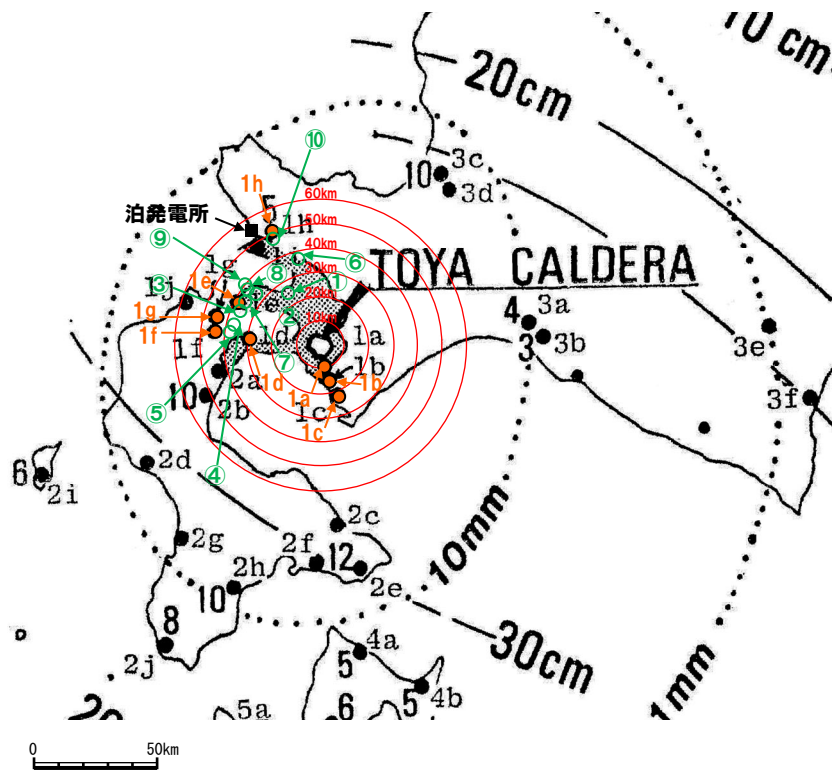 10 cm
20cm
⑩
3c
10
3d
1h
5
1h
60km
泊発電所
50km
⑨
1g
1i
40km
⑥
⑧
30km
①
TOYA CALDERA
③
1e
1j
1e
20km
1g
②
10km
4
3a
1f
1d
1a
3
3b
3e
1f
⑦
1b
2a
1d
1a
1b
10
2b
1c
1c
3f
⑤
④
2d
6
2i
2c
10mm
2g
2f
12
2h
2e
10
8
30cm
4a
2j
5
1mm
5
4b
20
5a
6
0
50km